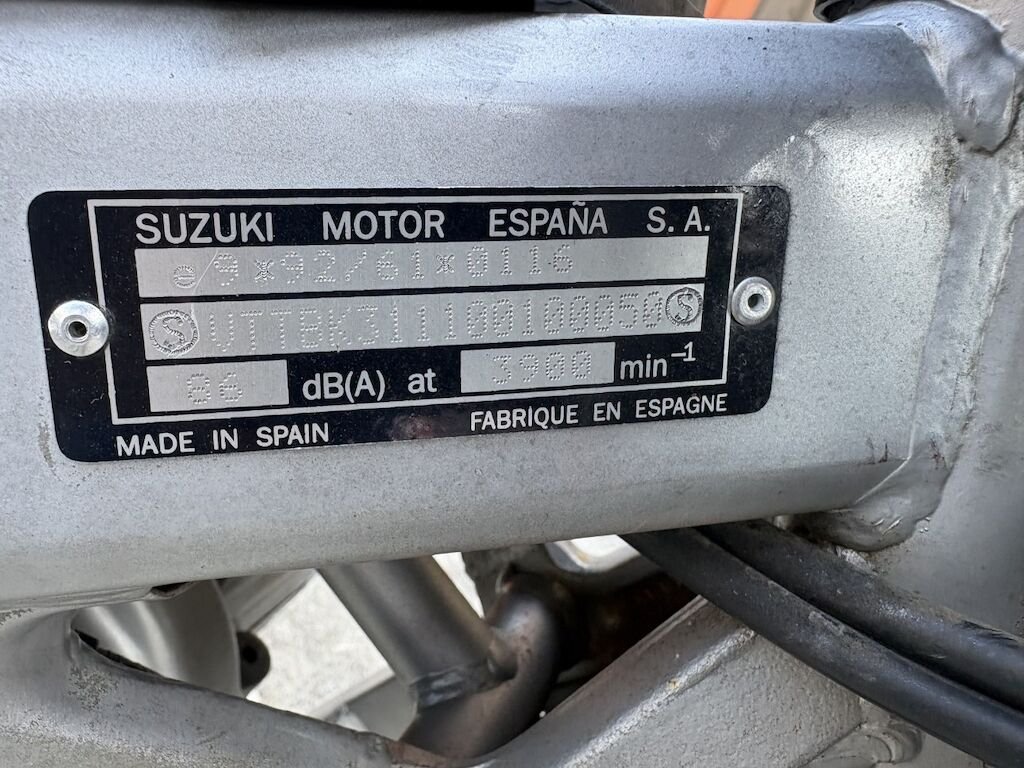 SUZUKI MOTOR ESPAÑA S.A.
e/9*92/61*0116
Ⓢ VTTBK311100100050 Ⓢ
86 dB(A) at 3900 min⁻¹
MADE IN SPAIN FABRIQUE EN ESPAGNE